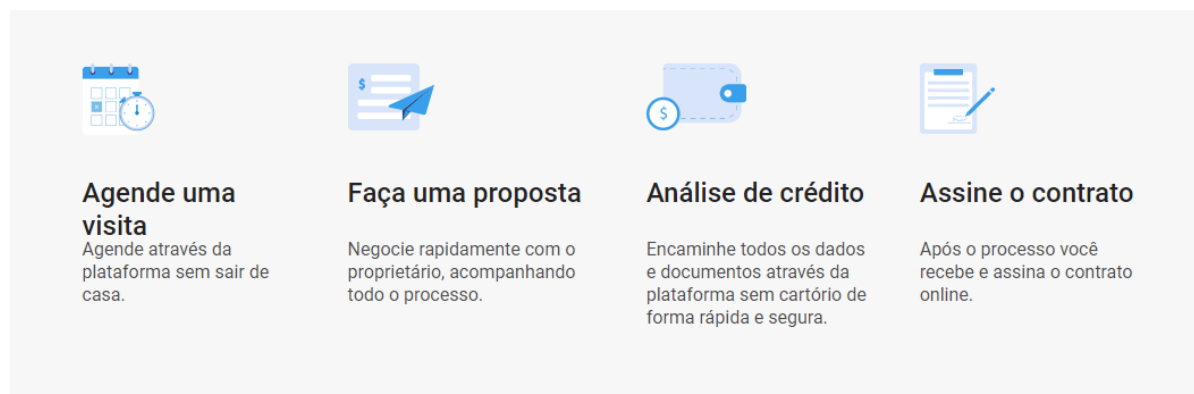 Agende uma
visita
Agende através da
plataforma sem sair de
casa.
$
Faça uma proposta
Negocie rapidamente com o
proprietário, acompanhando
todo o processo.
$
Análise de crédito
Encaminhe todos os dados
e documentos através da
plataforma sem cartório de
forma rápida e segura.
Assine o contrato
Após o processo você
recebe e assina o contrato
online.